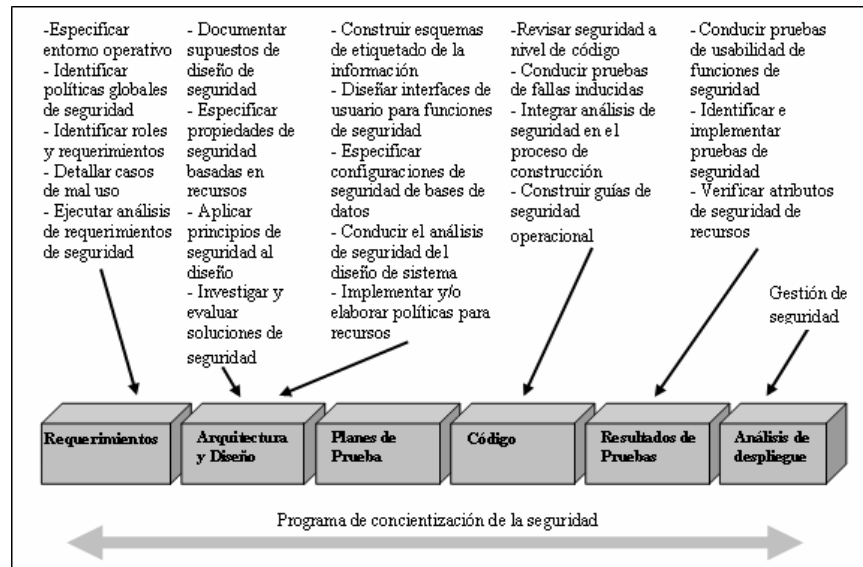 -Especificar
entorno operativo
- Identificar
políticas globales
de seguridad
- Identificar roles
y requerimientos
- Detallar casos
de mal uso
- Ejecutar análisis
de requerimientos
de seguridad
- Documentar
supuestos de
diseño de
seguridad
- Especificar
propiedades de
seguridad
basadas en
recursos
- Aplicar
principios de
seguridad al
diseño
- Investigar y
evaluar
soluciones de
seguridad
- Construir esquemas
de etiquetado de la
información
- Diseñar interfaces de
usuario para funciones
de seguridad
- Especificar
configuraciones de
seguridad de bases de
datos
- Conducir el análisis
de seguridad del
diseño de sistema
- Implementar y/o
elaborar políticas para
recursos
-Revisar seguridad a
nivel de código
- Conducir pruebas
de fallas inducidas
- Integrar análisis de
seguridad en el
proceso de
construcción
- Construir guías de
seguridad
operacional
- Conducir pruebas
de usabilidad de
funciones de
seguridad
- Identificar e
implementar
pruebas de
seguridad
- Verificar atributos
de seguridad de
recursos
Gestión de
seguridad
Requerimientos
Arquitectura
y Diseño
Planes de
Prueba
Código
Resultados de
Pruebas
Análisis de
despliegue
Programa de concientización de la seguridad